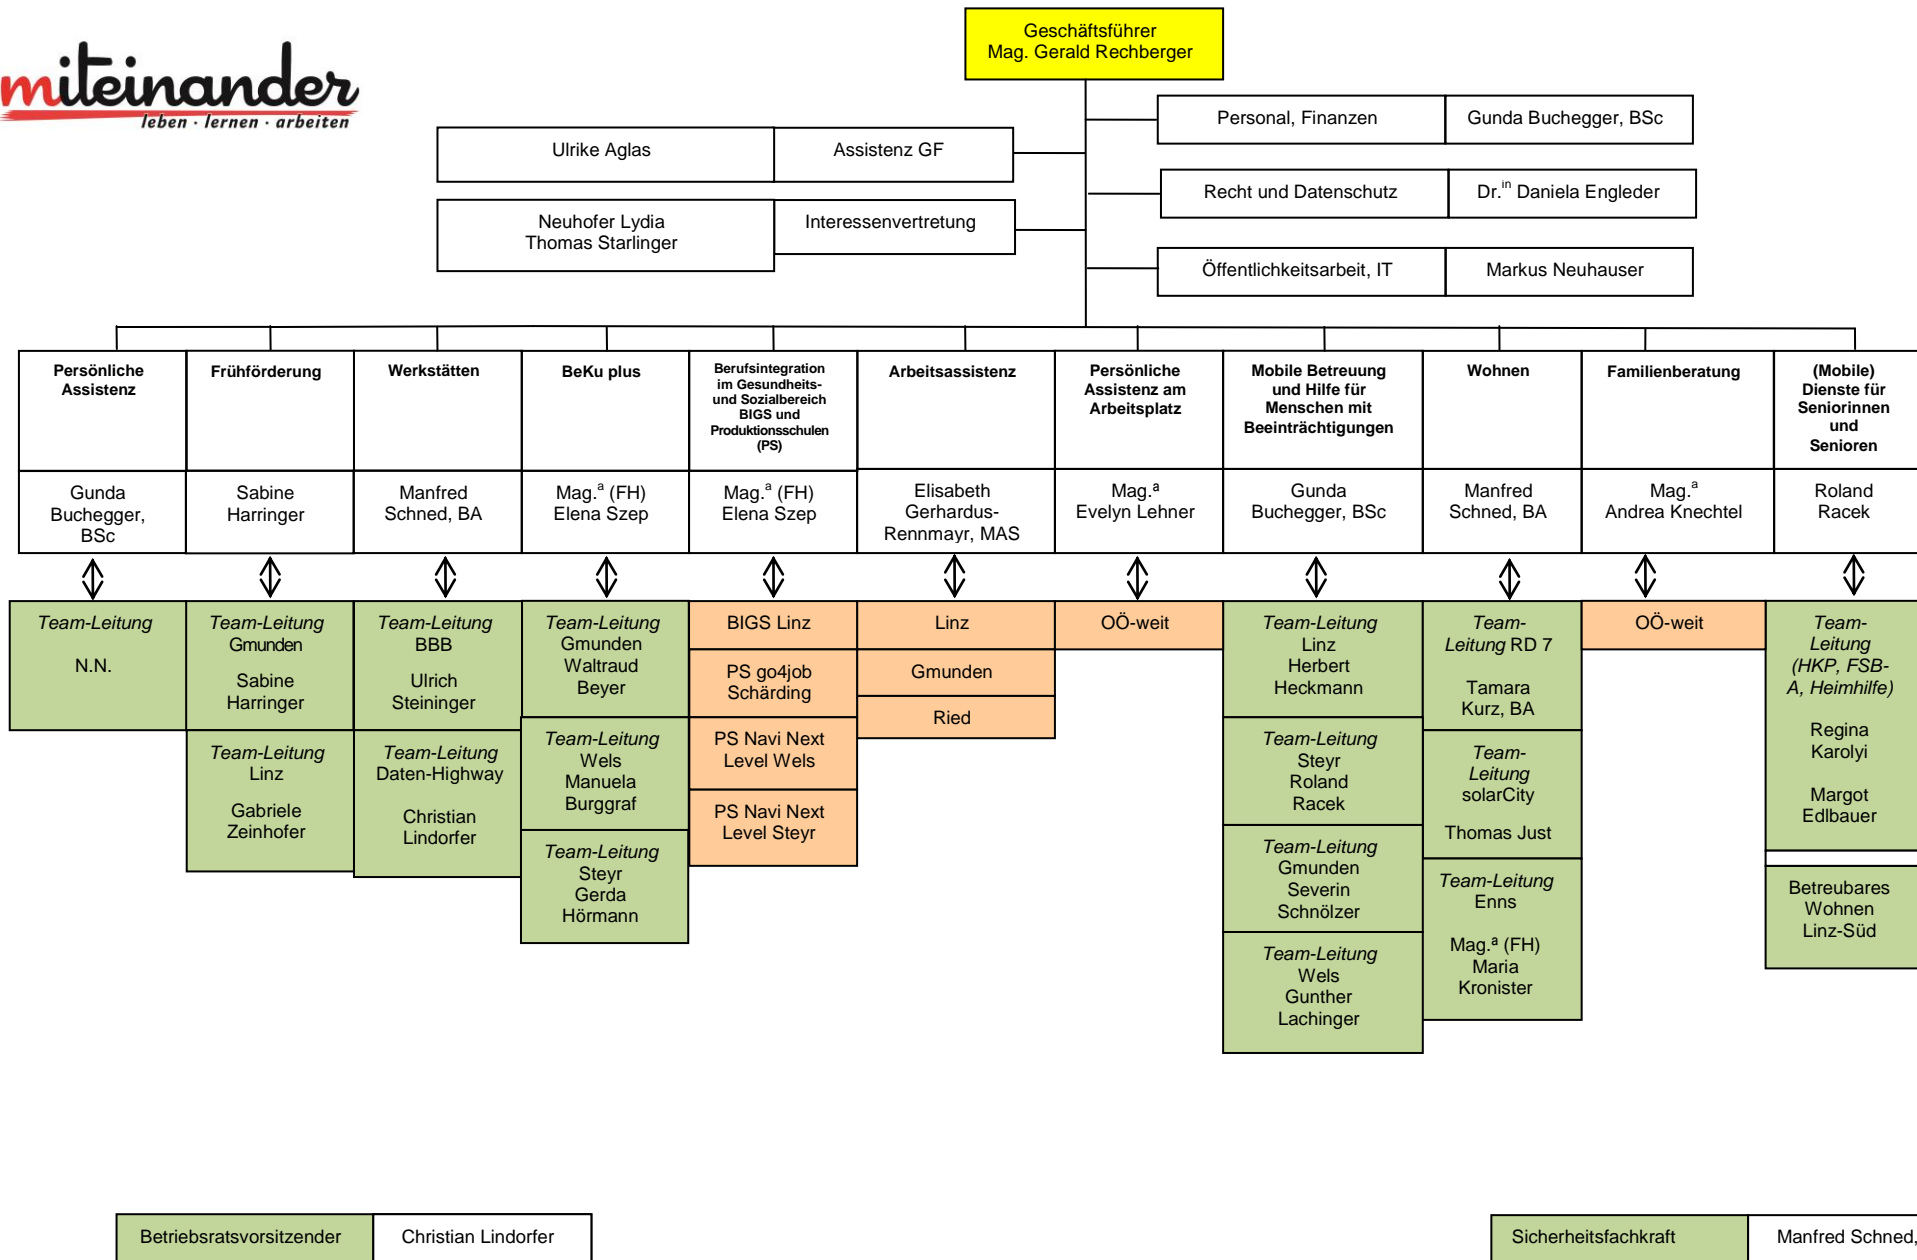 Geschäftsführer
Mag. Gerald Rechberger
miteinander
leben · lernen · arbeiten
Personal, Finanzen
Gunda Buchegger, BSc
Ulrike Aglas
Assistenz GF
Recht und Datenschutz
Dr.in Daniela Engleder
Neuhofer Lydia
Thomas Starlinger
Interessenvertretung
Öffentlichkeitsarbeit, IT
Markus Neuhauser
Persönliche
Assistenz
Frühförderung
Werkstätten
BeKu plus
Berufsintegration
im Gesundheits-
und Sozialbereich
BIGS und
Produktionsschulen
(PS)
Arbeitsassistenz
Persönliche
Assistenz am
Arbeitsplatz
Mobile Betreuung
und Hilfe für
Menschen mit
Beeinträchtigungen
Wohnen
Familienberatung
(Mobile)
Dienste für
Seniorinnen
und
Senioren
Gunda
Buchegger,
BSc
Sabine
Harringer
Manfred
Schned, BA
Mag.a (FH)
Elena Szep
Mag.a (FH)
Elena Szep
Elisabeth
Gerhardus-
Rennmayr, MAS
Mag.ª
Evelyn Lehner
Gunda
Buchegger, BSc
Manfred
Schned, BA
Mag.a
Andrea Knechtel
Roland
Racek
Team-Leitung
N.N.
Team-Leitung
Gmunden
Sabine
Harringer
Team-Leitung
Linz
Gabriele
Zeinhofer
Team-Leitung
BBB
Ulrich
Steininger
Team-Leitung
Daten-Highway
Christian
Lindorfer
Team-Leitung
Gmunden
Waltraud
Beyer
Team-Leitung
Wels
Manuela
Burggraf
Team-Leitung
Steyr
Gerda
Hörmann
BIGS Linz
PS go4job
Schärding
PS Navi Next
Level Wels
PS Navi Next
Level Steyr
Linz
Gmunden
Ried
OÖ-weit
Team-Leitung
Linz
Herbert
Heckmann
Team-Leitung
Steyr
Roland
Racek
Team-Leitung
Gmunden
Severin
Schnölzer
Team-Leitung
Wels
Gunther
Lachinger
Team-
Leitung RD 7
Tamara
Kurz, BA
Team-
Leitung
solarCity
Thomas Just
Team-Leitung
Enns
Mag.ª (FH)
Maria
Kronister
OÖ-weit
Team-
Leitung
(HKP, FSB-
A, Heimhilfe)
Regina
Karolyi
Margot
Edlbauer
Betreubares
Wohnen
Linz-Süd
Betriebsratsvorsitzender
Christian Lindorfer
Sicherheitsfachkraft
Manfred Schned,